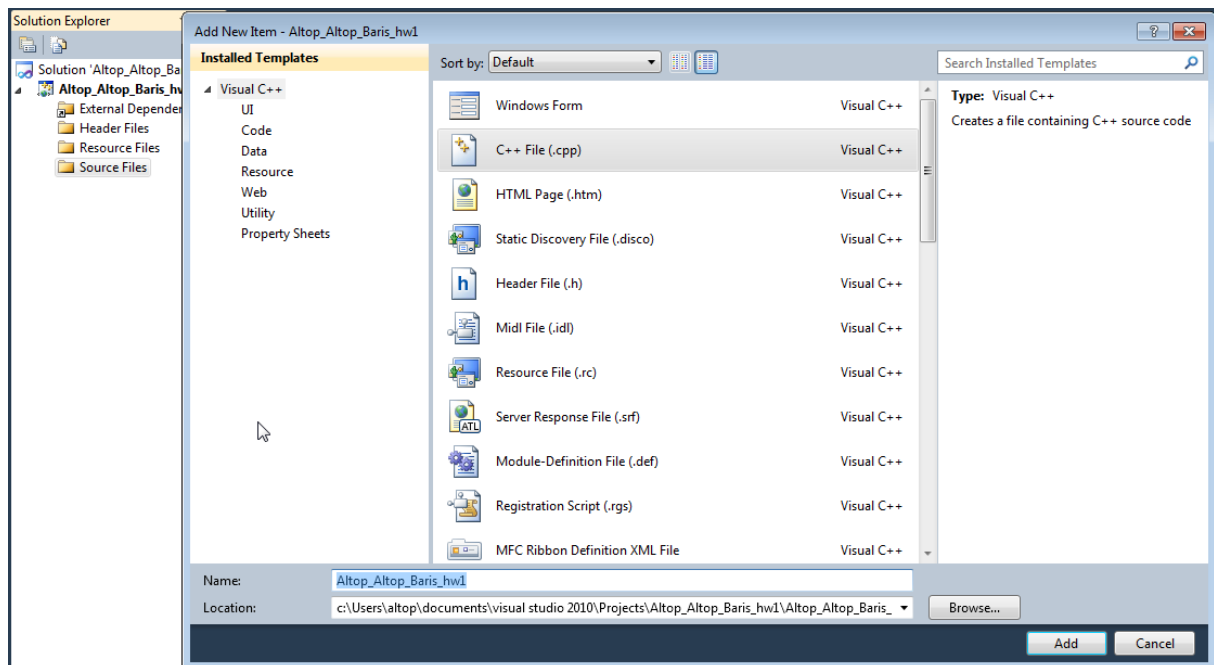 Solution Explorer
Solution 'Altop_Altop_Ba
Altop_Altop_Baris_hw
External Depender
Header Files
Resource Files
Source Files
Add New Item - Altop_Altop_Baris_hw1
Installed Templates
Visual C++
UI
Code
Data
Resource
Web
Utility
Property Sheets
Sort by: Default
Windows Form Visual C++
C++ File (.cpp) Visual C++
HTML Page (.htm) Visual C++
Static Discovery File (.disco) Visual C++
h Header File (.h) Visual C++
Midl File (.idl) Visual C++
Resource File (.rc) Visual C++
ATL Server Response File (.srf) Visual C++
Module-Definition File (.def) Visual C++
Registration Script (.rgs) Visual C++
MFC Ribbon Definition XML File Visual C++
Search Installed Templates
Type: Visual C++
Creates a file containing C++ source code
Name: Altop_Altop_Baris_hw1
Location: c:\Users\altop\documents\visual studio 2010\Projects\Altop_Altop_Baris_hw1\Altop_Altop_Baris_ Browse...
Add Cancel